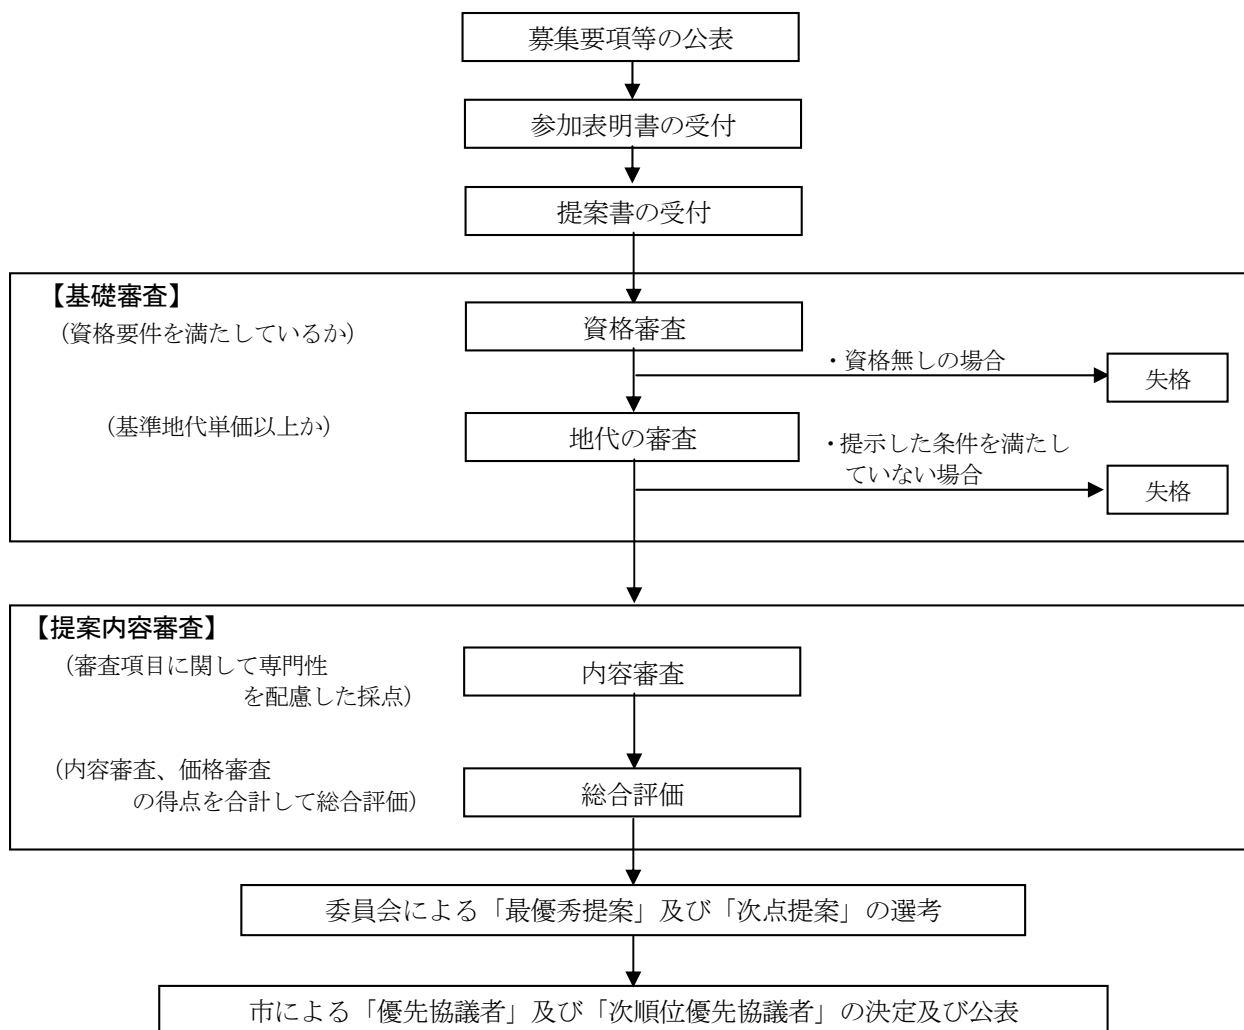 募集要項等の公表
参加表明書の受付
提案書の受付
【基礎審査】
（資格要件を満たしているか）
資格審査
・資格無しの場合
失格
（基準地代単価以上か）
地代の審査
・提示した条件を満たし
ていない場合
失格
【提案内容審査】
（審査項目に関して専門性
を配慮した採点）
内容審査
（内容審査、価格審査
の得点を合計して総合評価）
総合評価
委員会による「最優秀提案」及び「次点提案」の選考
市による「優先協議者」及び「次順位優先協議者」の決定及び公表